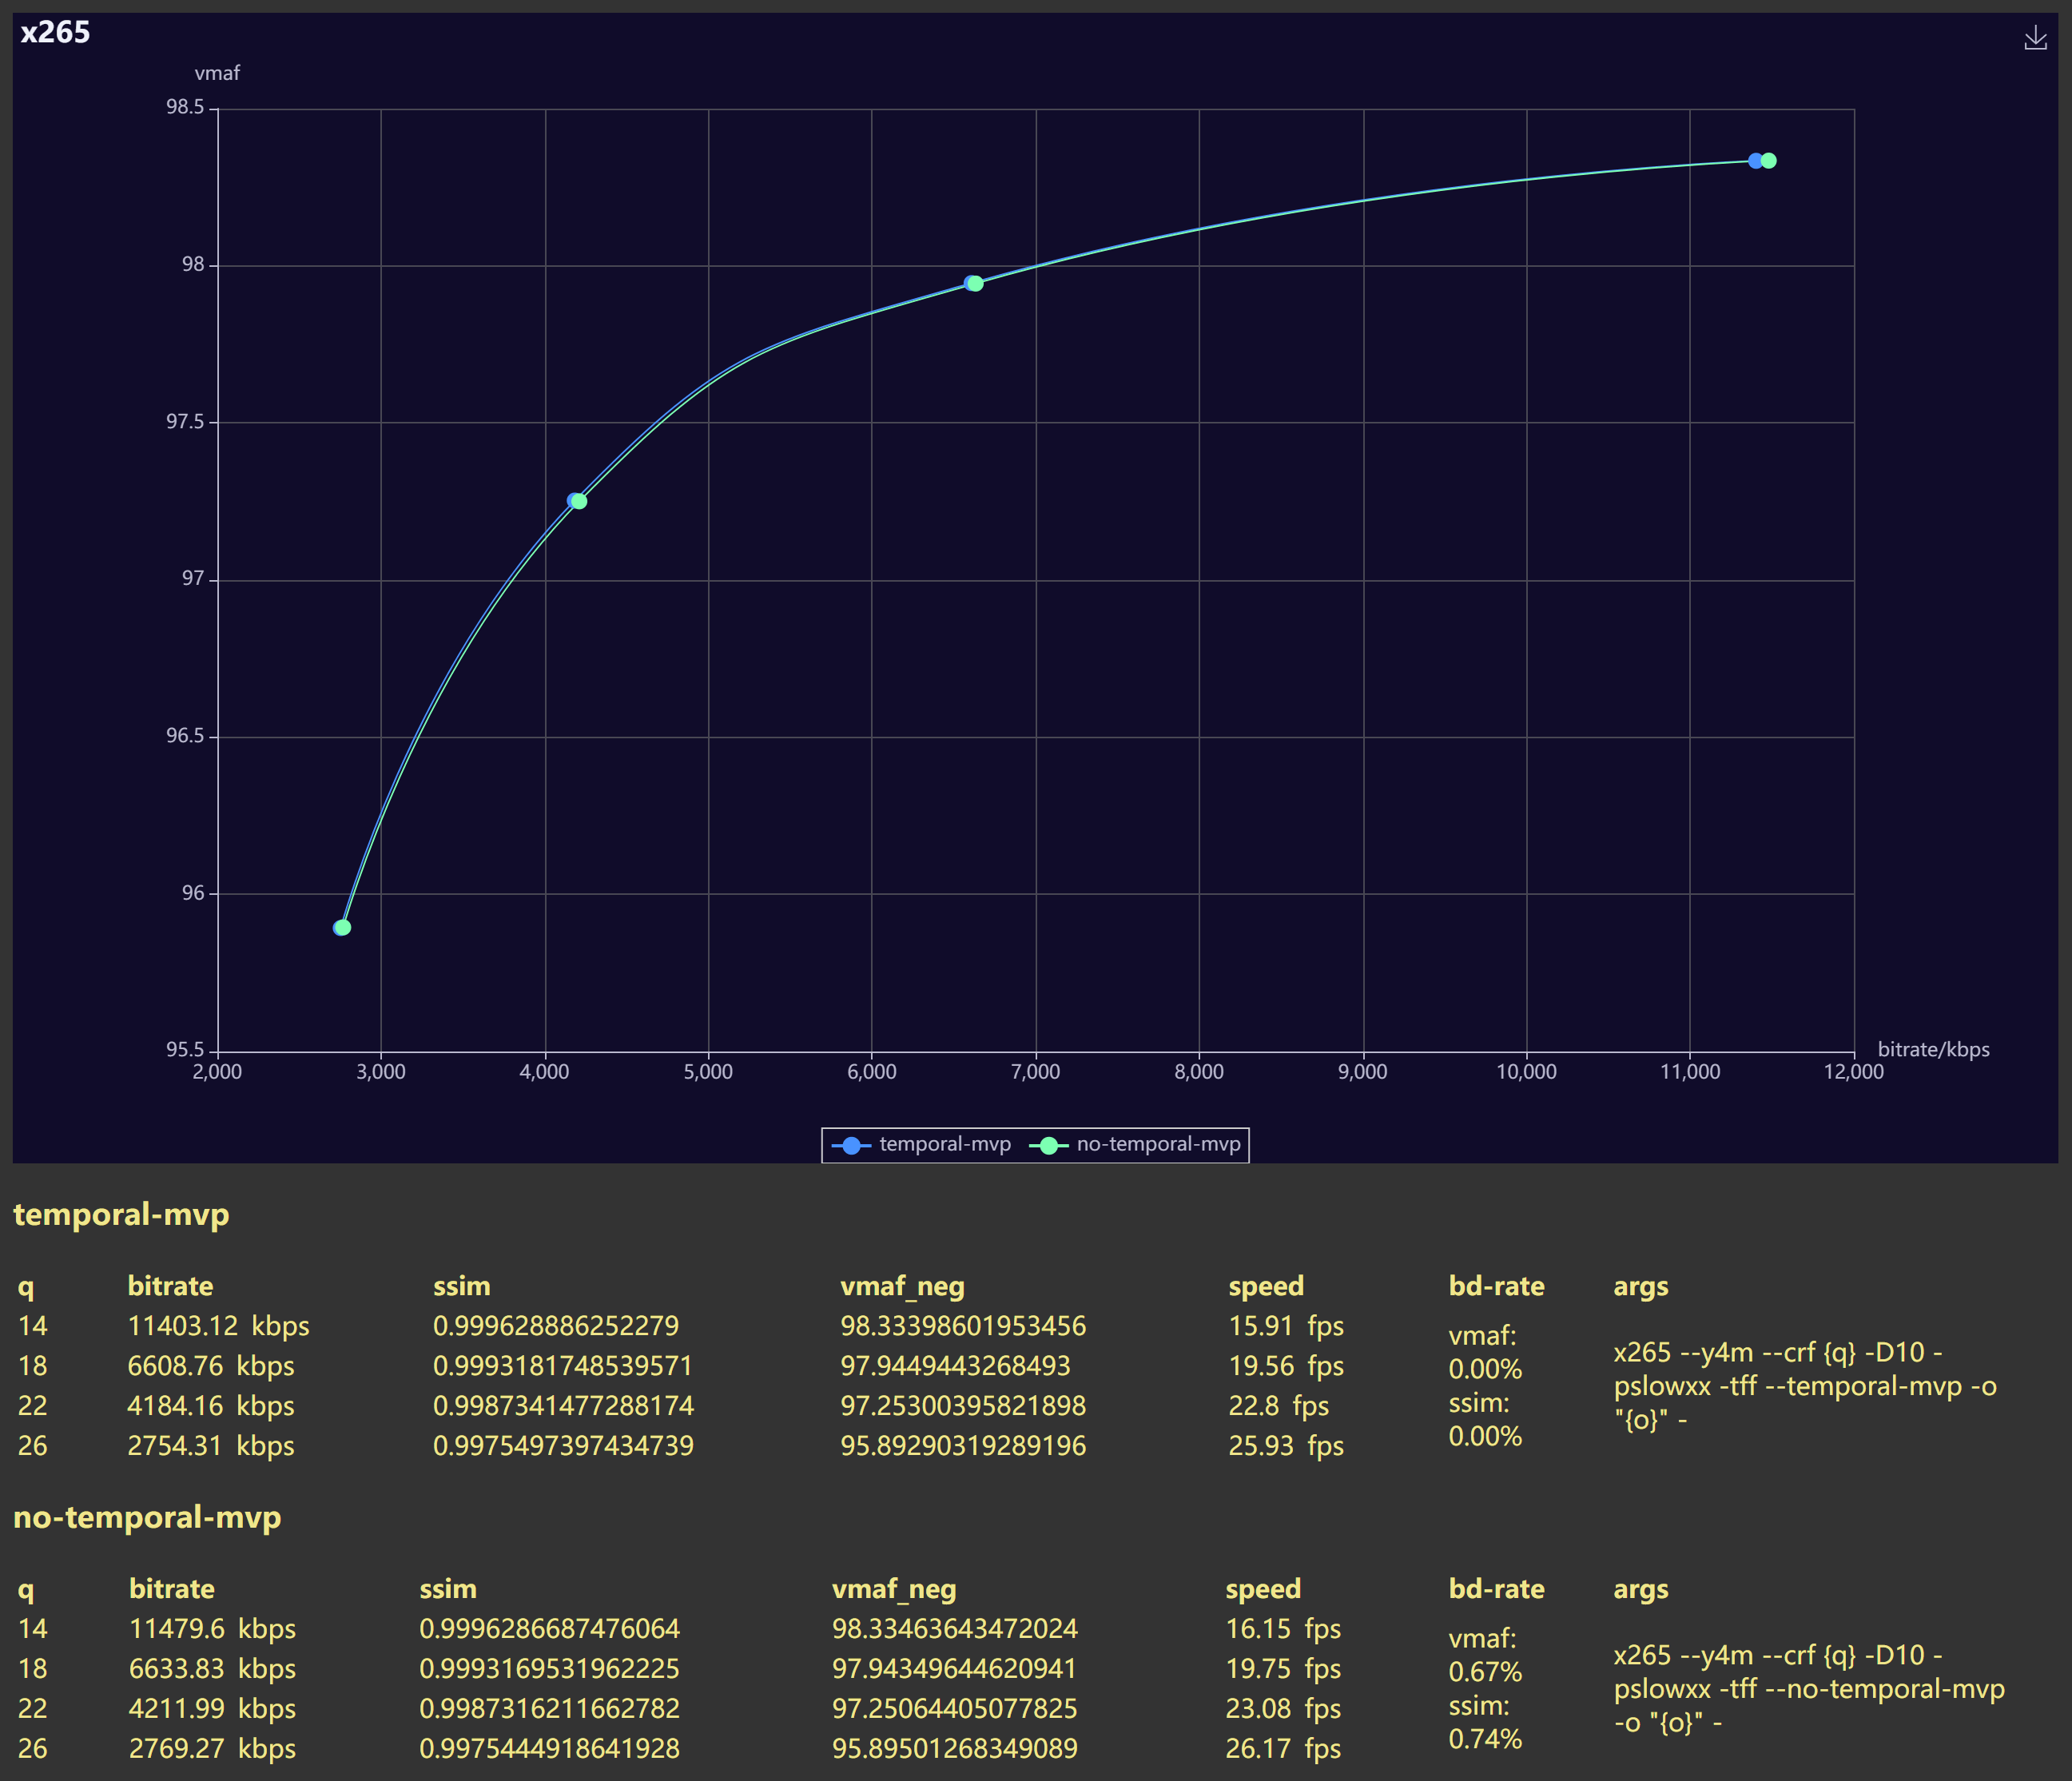 x265
vmaf
98.5
98
97.5
97
96.5
96
95.5
bitrate/kbps
2,000 3,000 4,000 5,000 6,000 7,000 8,000 9,000 10,000 11,000 12,000
temporal-mvp no-temporal-mvp
temporal-mvp
q bitrate ssim vmaf_neg speed bd-rate args
14 11403.12 kbps 0.999628886252279 98.33398601953456 15.91 fps
18 6608.76 kbps 0.9993181748539571 97.9449443268493 19.56 fps
22 4184.16 kbps 0.9987341477288174 97.25300395821898 22.8 fps
26 2754.31 kbps 0.9975497397434739 95.89290319289196 25.93 fps
vmaf:
0.00%
ssim:
0.00%
x265 --y4m --crf {q} -D10 -
pslowxx -tff --temporal-mvp -o
"{o}" -
no-temporal-mvp
q bitrate ssim vmaf_neg speed bd-rate args
14 11479.6 kbps 0.9996286687476064 98.33463643472024 16.15 fps
18 6633.83 kbps 0.9993169531962225 97.94349644620941 19.75 fps
22 4211.99 kbps 0.9987316211662782 97.25064405077825 23.08 fps
26 2769.27 kbps 0.9975444918641928 95.89501268349089 26.17 fps
vmaf:
0.67%
ssim:
0.74%
x265 --y4m --crf {q} -D10 -
pslowxx -tff --no-temporal-mvp
-o "{o}" -